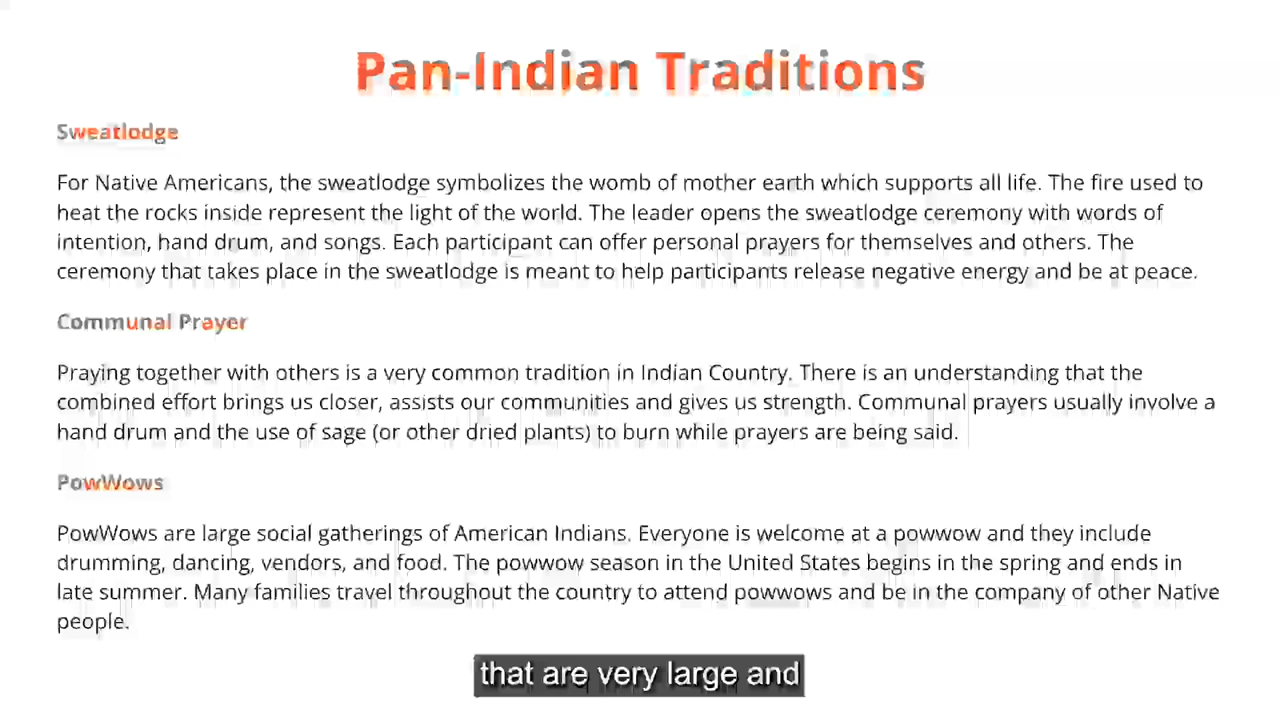 Pan-Indian Traditions
Sweatlodge
For Native Americans, the sweatlodge symbolizes the womb of mother earth which supports all life. The fire used to
heat the rocks inside represent the light of the world. The leader opens the sweatlodge ceremony with words of
intention, hand drum, and songs. Each participant can offer personal prayers for themselves and others. The
ceremony that takes place in the sweatlodge is meant to help participants release negative energy and be at peace.
Communal Prayer
Praying together with others is a very common tradition in Indian Country. There is an understanding that the
combined effort brings us closer, assists our communities and gives us strength. Communal prayers usually involve a
hand drum and the use of sage (or other dried plants) to burn while prayers are being said.
PowWows
PowWows are large social gatherings of American Indians. Everyone is welcome at a powwow and they include
drumming, dancing, vendors, and food. The powwow season in the United States begins in the spring and ends in
late summer. Many families travel throughout the country to attend powwows and be in the company of other Native
people.
that are very large and